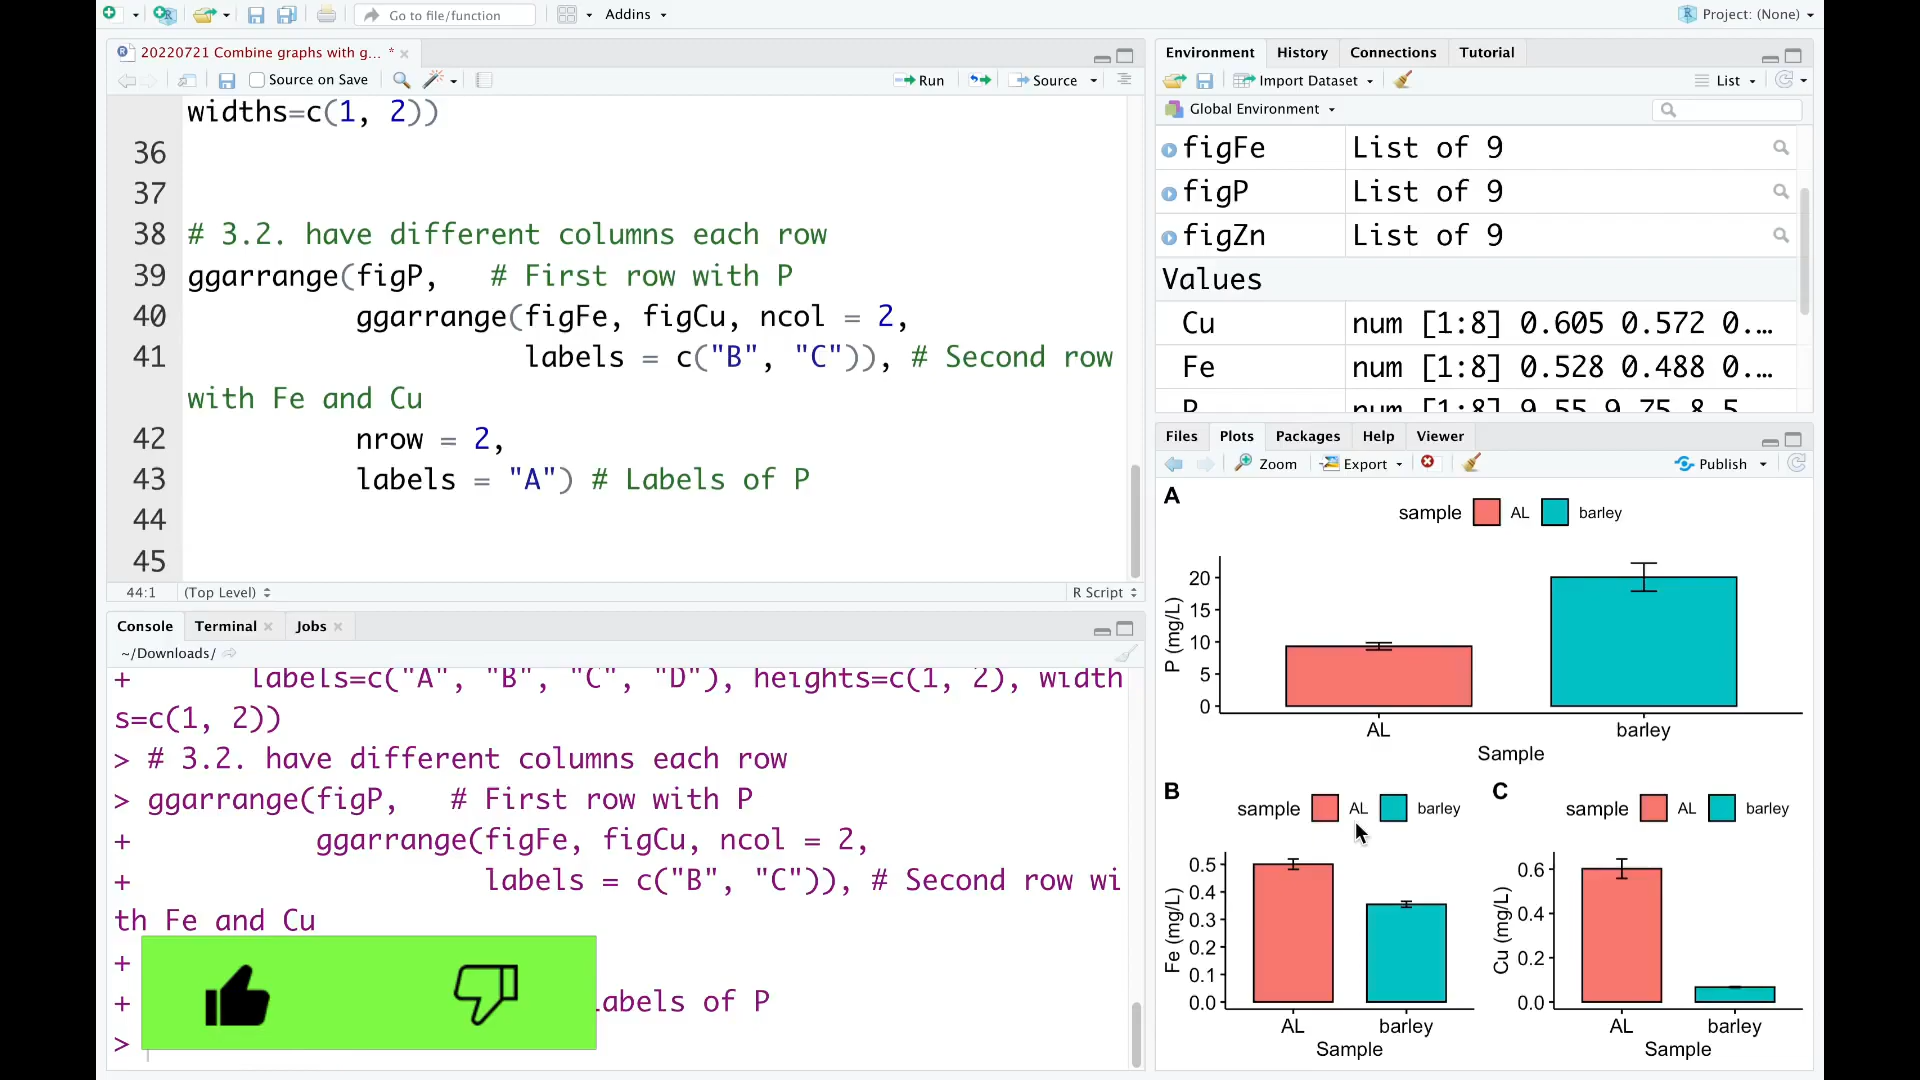 Go to file/function
Addins
Project: (None)
20220721 Combine graphs with g... *
Source on Save
Run
Source
widths=c(1, 2))
36
37
38 # 3.2. have different columns each row
39 ggarrange(figP,   # First row with P
40 ggarrange(figFe, figCu, ncol = 2,
41 labels = c("B", "C")), # Second row
with Fe and Cu
42 nrow = 2,
43 labels = "A") # Labels of P
44
45
44:1 (Top Level) R Script
Console Terminal Jobs
~/Downloads/
+ labels=c("A", "B", "C", "D"), heights=c(1, 2), width
s=c(1, 2))
> # 3.2. have different columns each row
> ggarrange(figP,   # First row with P
+ ggarrange(figFe, figCu, ncol = 2,
+ labels = c("B", "C")), # Second row wi
th Fe and Cu
+
+ Labels of P
>
Environment History Connections Tutorial
Import Dataset List
Global Environment
figFe List of 9
figP List of 9
figZn List of 9
Values
Cu num [1:8] 0.605 0.572 0.…
Fe num [1:8] 0.528 0.488 0.…
P num [1:8] 9.55 9.75 8.5
Files Plots Packages Help Viewer
Zoom Export Publish
A
sample AL barley
P (mg/L)
20
15
10
5
0
AL barley
Sample
B
sample AL barley
Fe (mg/L)
0.5
0.4
0.3
0.2
0.1
0.0
AL barley
Sample
C
sample AL barley
Cu (mg/L)
0.6
0.4
0.2
0.0
AL barley
Sample